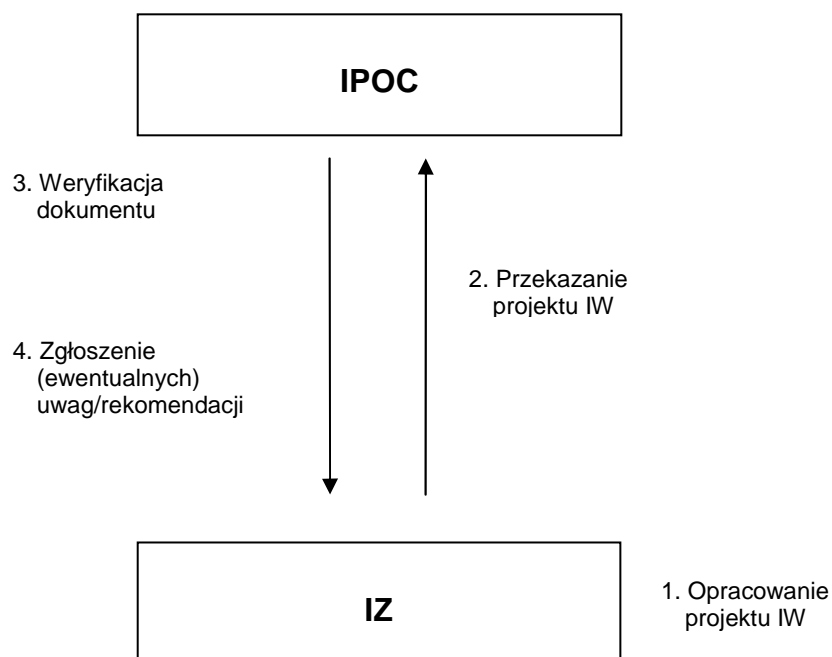 IPOC
3. Weryfikacja
dokumentu
2. Przekazanie
projektu IW
4. Zgłoszenie
(ewentualnych)
uwag/rekomendacji
IZ
1. Opracowanie
projektu IW